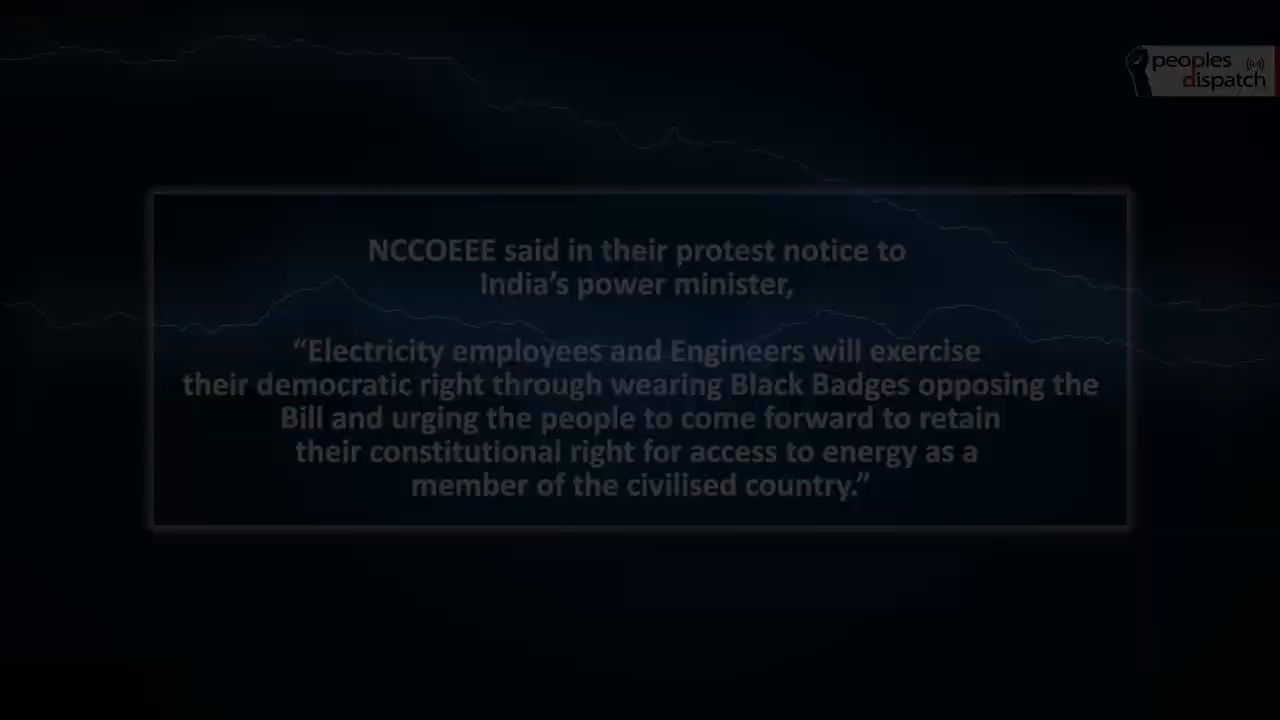 peoples
dispatch
NCCOEEE said in their protest notice to
India's power minister,
“Electricity employees and Engineers will exercise
their democratic right through wearing Black Badges opposing the
Bill and urging the people to come forward to retain
their constitutional right for access to energy as a
member of the civilised country.”